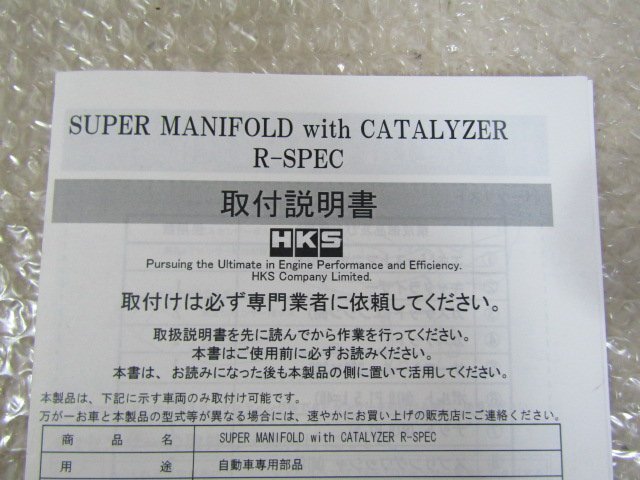 SUPER MANIFOLD with CATALYZER
R-SPEC
取付説明書
HKS
Pursuing the Ultimate in Engine Performance and Efficiency.
HKS Company Limited.
取付けは必ず専門業者に依頼してください。
取扱説明書を先に読んでから作業を行ってください。
本書はご使用前に必ずお読みください。
本書は、お読みになった後も本製品の側に置いて活用してください。
本製品は、下記に示す車両のみ取付け可能です。
万が一お車と本製品の型式等が異なる場合には、速やかにお買い上げの販売店にご連絡ください。
商品名 SUPER MANIFOLD with CATALYZER R-SPEC
用途 自動車専用部品